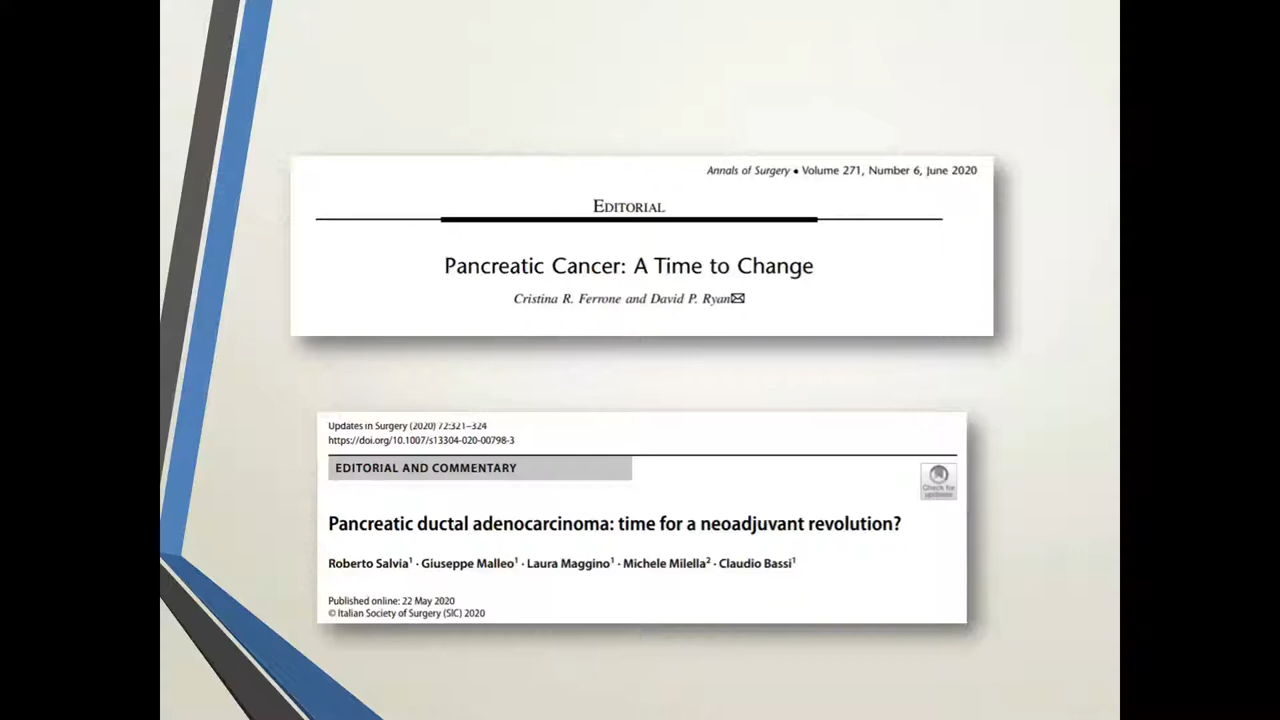 Annals of Surgery • Volume 271, Number 6, June 2020
EDITORIAL
Pancreatic Cancer: A Time to Change
Cristina R. Ferrone and David P. Ryan✉
Updates in Surgery (2020) 72:321–324
https://doi.org/10.1007/s13304-020-00798-3
EDITORIAL AND COMMENTARY
Check for
updates
Pancreatic ductal adenocarcinoma: time for a neoadjuvant revolution?
Roberto Salvia¹ · Giuseppe Malleo¹ · Laura Maggino¹ · Michele Milella² · Claudio Bassi¹
Published online: 22 May 2020
© Italian Society of Surgery (SIC) 2020